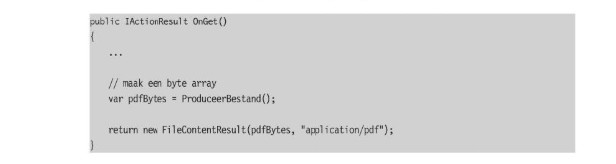 public IActionResult OnGet()
{
...
// maak een byte array
var pdfBytes = ProduceerBestand();
return new FileContentResult(pdfBytes, "application/pdf");
}